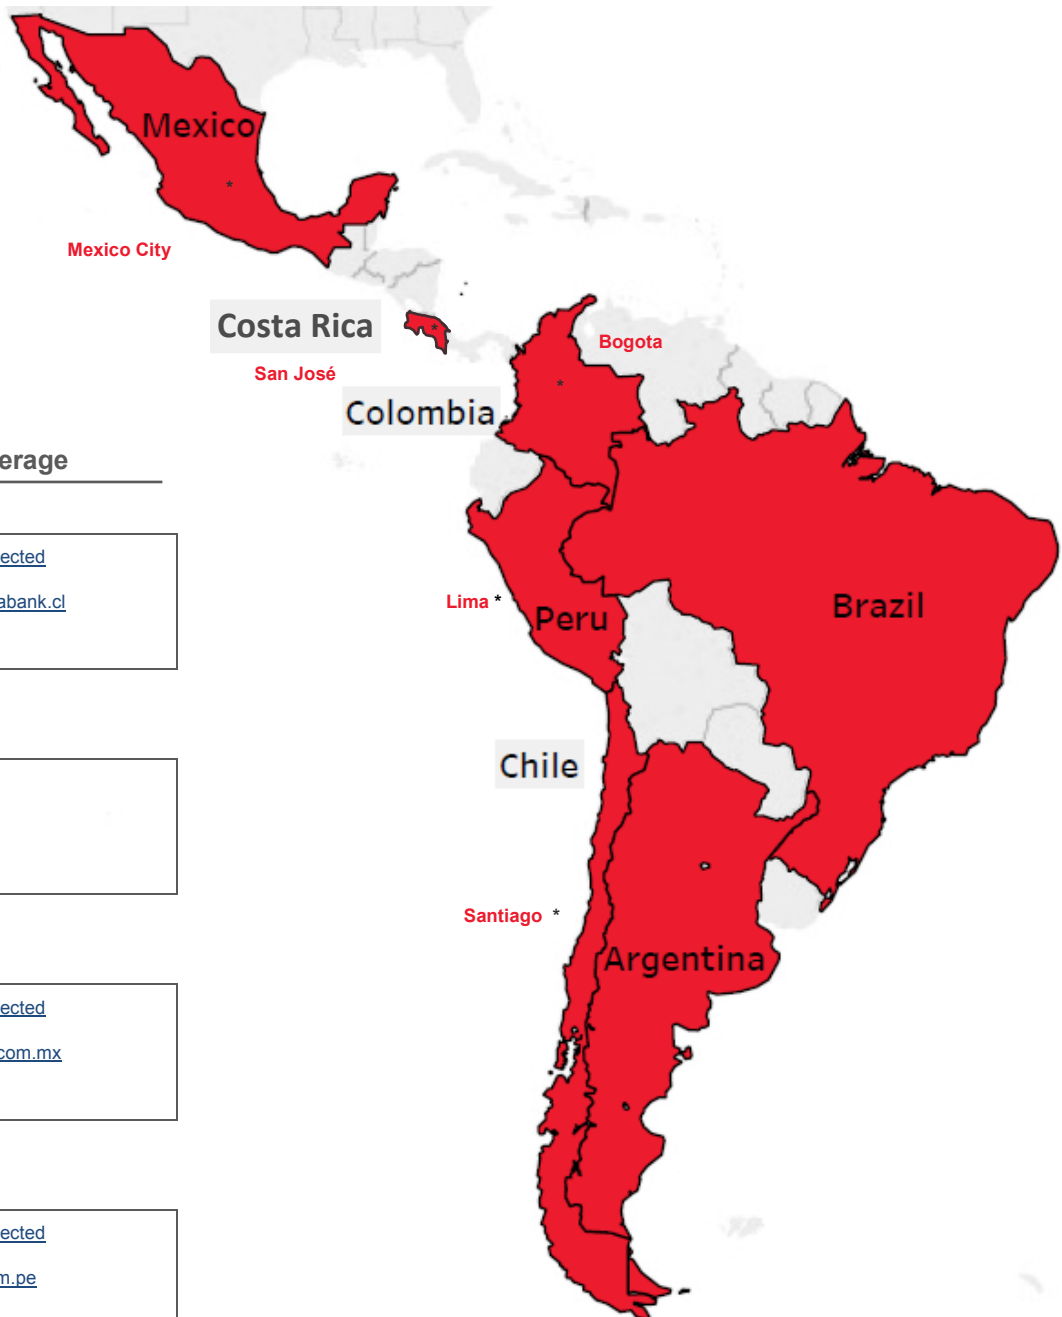 Mexico
*
Mexico City
Costa Rica
*
San José
Bogota
*
Colombia
erage
ected
abank.cl
Lima *
Peru
Brazil
Chile
Santiago *
Argentina
ected
com.mx
ected
m.pe